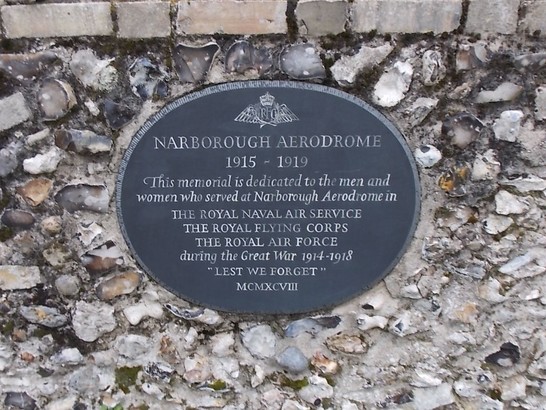 RFC
NARBOROUGH AERODROME
1915 - 1919
This memorial is dedicated to the men and
women who served at Narborough Aerodrome in
THE ROYAL NAVAL AIR SERVICE
THE ROYAL FLYING CORPS
THE ROYAL AIR FORCE
during the Great War 1914-1918
"LEST WE FORGET"
MCMXCVIII